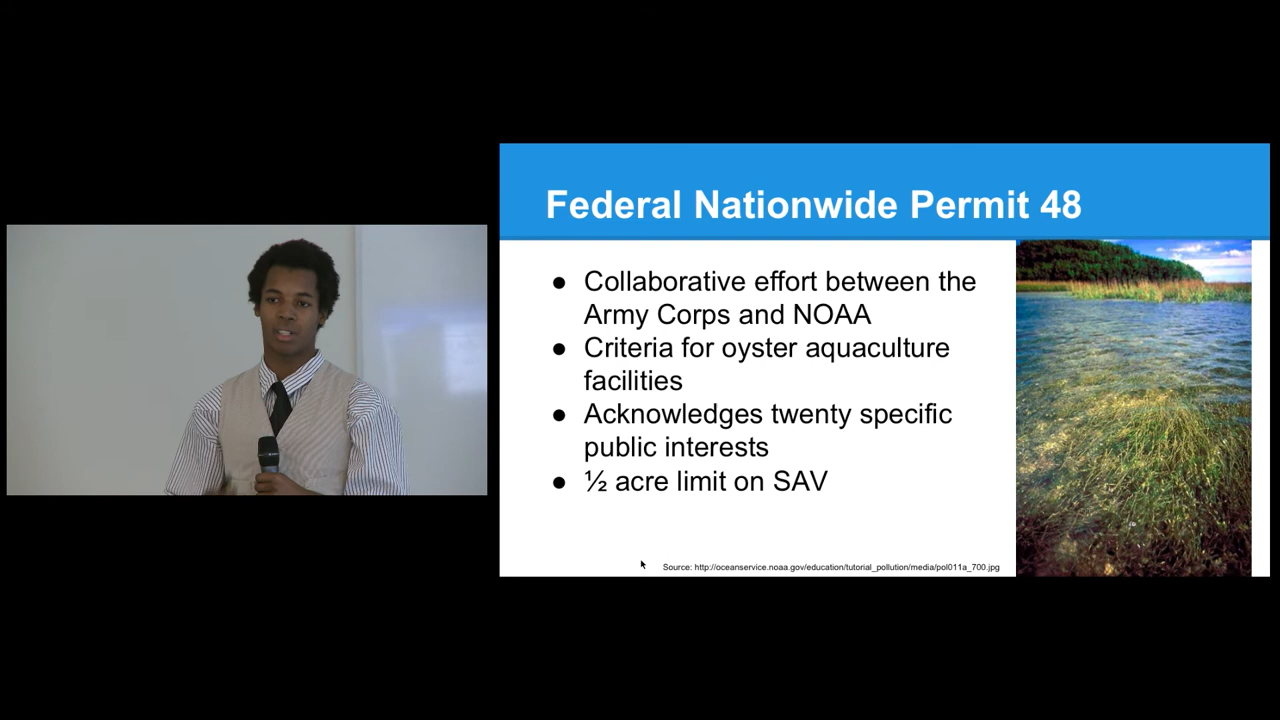 Federal Nationwide Permit 48
● Collaborative effort between the
Army Corps and NOAA
● Criteria for oyster aquaculture
facilities
● Acknowledges twenty specific
public interests
● ½ acre limit on SAV
Source: http://oceanservice.noaa.gov/education/tutorial_pollution/media/pol011a_700.jpg